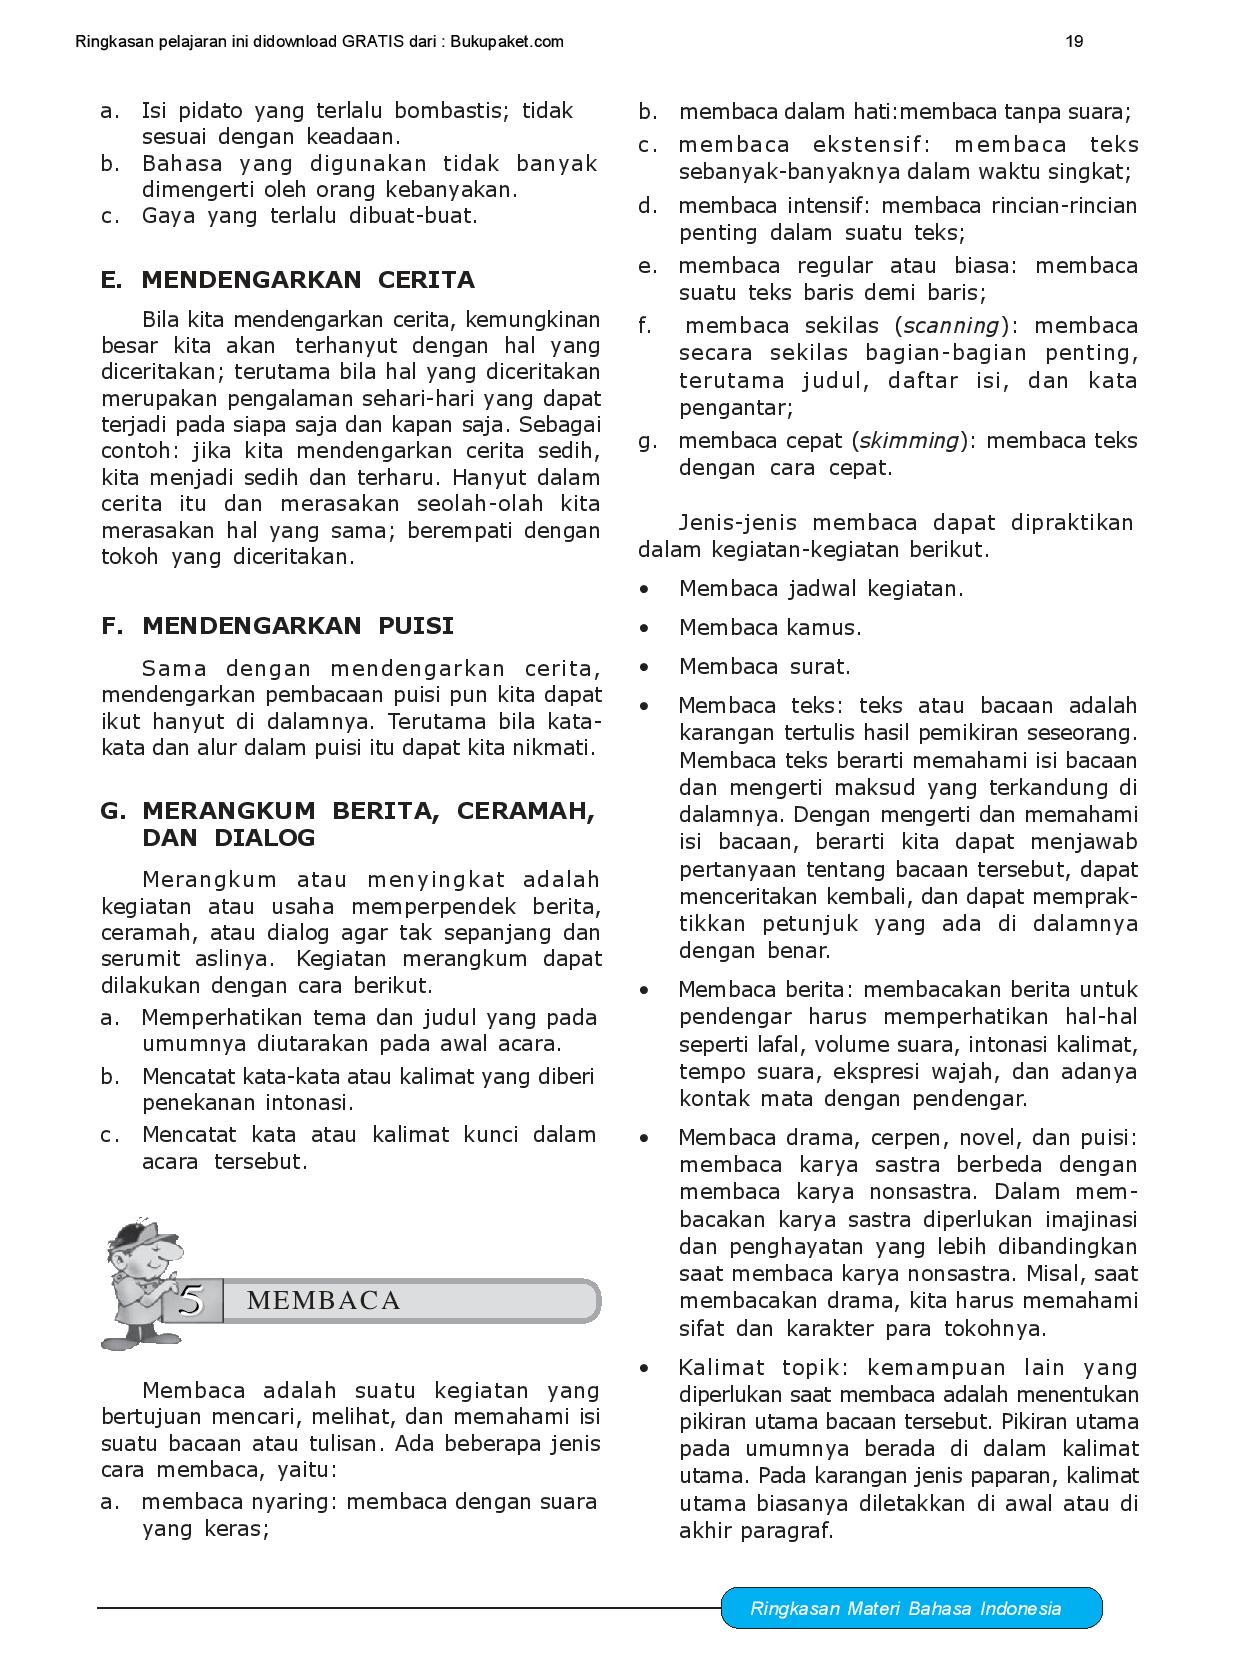 Ringkasan pelajaran ini didownload GRATIS dari : Bukupaket.com
19
a. Isi pidato yang terlalu bombastis; tidak
sesuai dengan keadaan.
b. Bahasa yang digunakan tidak banyak
dimengerti oleh orang kebanyakan.
c. Gaya yang terlalu dibuat-buat.
E. MENDENGARKAN CERITA
Bila kita mendengarkan cerita, kemungkinan
besar kita akan terhanyut dengan hal yang
diceritakan; terutama bila hal yang diceritakan
merupakan pengalaman sehari-hari yang dapat
terjadi pada siapa saja dan kapan saja. Sebagai
contoh: jika kita mendengarkan cerita sedih,
kita menjadi sedih dan terharu. Hanyut dalam
cerita itu dan merasakan seolah-olah kita
merasakan hal yang sama; berempati dengan
tokoh yang diceritakan.
F. MENDENGARKAN PUISI
Sama dengan mendengarkan cerita,
mendengarkan pembacaan puisi pun kita dapat
ikut hanyut di dalamnya. Terutama bila kata-
kata dan alur dalam puisi itu dapat kita nikmati.
G. MERANGKUM BERITA, CERAMAH,
DAN DIALOG
Merangkum atau menyingkat adalah
kegiatan atau usaha memperpendek berita,
ceramah, atau dialog agar tak sepanjang dan
serumit aslinya. Kegiatan merangkum dapat
dilakukan dengan cara berikut.
a. Memperhatikan tema dan judul yang pada
umumnya diutarakan pada awal acara.
b. Mencatat kata-kata atau kalimat yang diberi
penekanan intonasi.
c. Mencatat kata atau kalimat kunci dalam
acara tersebut.
5 MEMBACA
Membaca adalah suatu kegiatan yang
bertujuan mencari, melihat, dan memahami isi
suatu bacaan atau tulisan. Ada beberapa jenis
cara membaca, yaitu:
a. membaca nyaring: membaca dengan suara
yang keras;
b. membaca dalam hati:membaca tanpa suara;
c. membaca ekstensif: membaca teks
sebanyak-banyaknya dalam waktu singkat;
d. membaca intensif: membaca rincian-rincian
penting dalam suatu teks;
e. membaca regular atau biasa: membaca
suatu teks baris demi baris;
f. membaca sekilas (scanning): membaca
secara sekilas bagian-bagian penting,
terutama judul, daftar isi, dan kata
pengantar;
g. membaca cepat (skimming): membaca teks
dengan cara cepat.
Jenis-jenis membaca dapat dipraktikan
dalam kegiatan-kegiatan berikut.
• Membaca jadwal kegiatan.
• Membaca kamus.
• Membaca surat.
• Membaca teks: teks atau bacaan adalah
karangan tertulis hasil pemikiran seseorang.
Membaca teks berarti memahami isi bacaan
dan mengerti maksud yang terkandung di
dalamnya. Dengan mengerti dan memahami
isi bacaan, berarti kita dapat menjawab
pertanyaan tentang bacaan tersebut, dapat
menceritakan kembali, dan dapat memprak-
tikkan petunjuk yang ada di dalamnya
dengan benar.
• Membaca berita: membacakan berita untuk
pendengar harus memperhatikan hal-hal
seperti lafal, volume suara, intonasi kalimat,
tempo suara, ekspresi wajah, dan adanya
kontak mata dengan pendengar.
• Membaca drama, cerpen, novel, dan puisi:
membaca karya sastra berbeda dengan
membaca karya nonsastra. Dalam mem-
bacakan karya sastra diperlukan imajinasi
dan penghayatan yang lebih dibandingkan
saat membaca karya nonsastra. Misal, saat
membacakan drama, kita harus memahami
sifat dan karakter para tokohnya.
• Kalimat topik: kemampuan lain yang
diperlukan saat membaca adalah menentukan
pikiran utama bacaan tersebut. Pikiran utama
pada umumnya berada di dalam kalimat
utama. Pada karangan jenis paparan, kalimat
utama biasanya diletakkan di awal atau di
akhir paragraf.
Ringkasan Materi Bahasa Indonesia